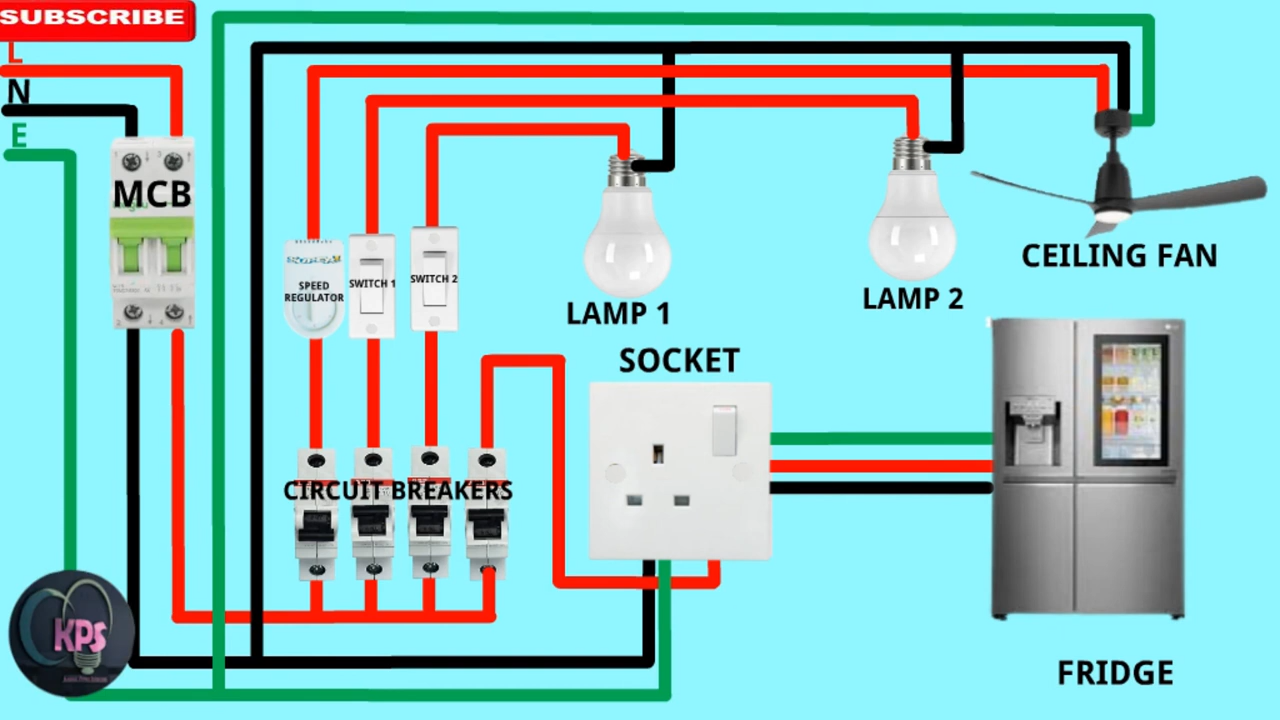 SUBSCRIBE
L
N
E
MCB
SPEED
REGULATOR
SWITCH 1
SWITCH 2
LAMP 1
LAMP 2
CEILING FAN
SOCKET
CIRCUIT BREAKERS
KPS
FRIDGE